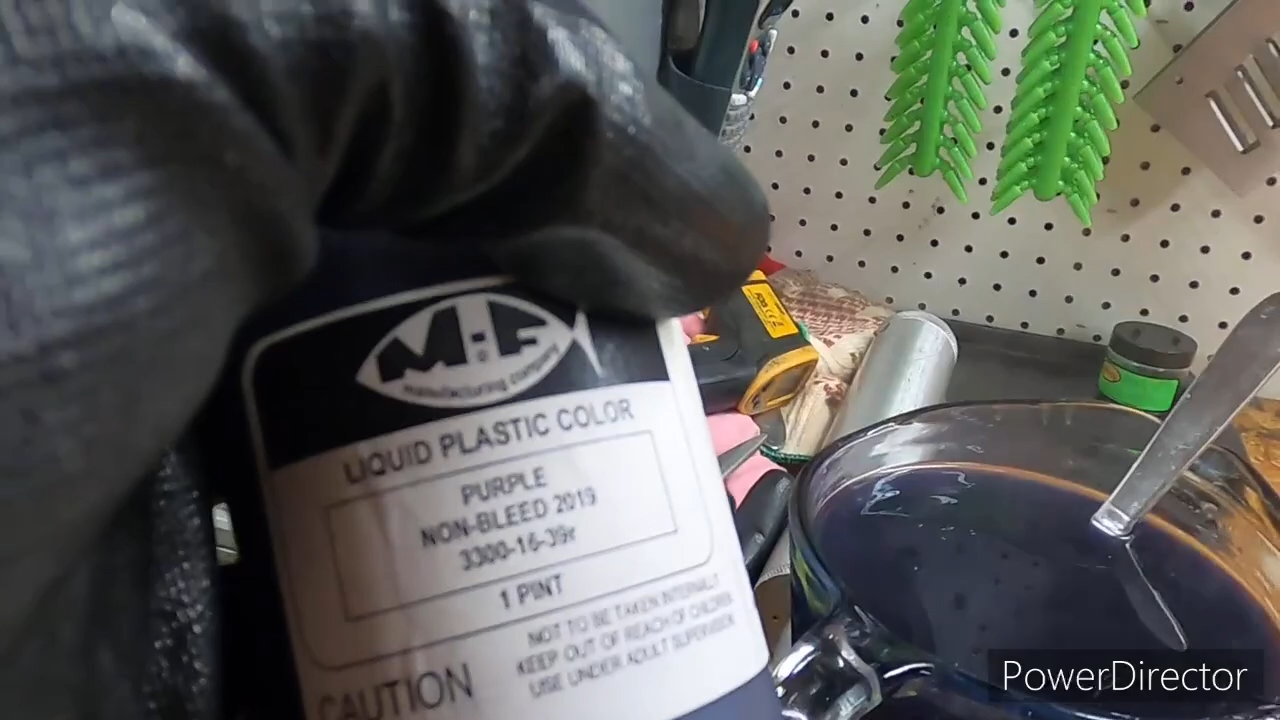 M-F
manufacturing company
LIQUID PLASTIC COLOR
PURPLE
NON-BLEED 2019
3300-16-39r
1 PINT
NOT TO BE TAKEN INTERNALLY
KEEP OUT OF REACH OF CHILDREN
USE UNDER ADULT SUPERVISION
CAUTION
PowerDirector